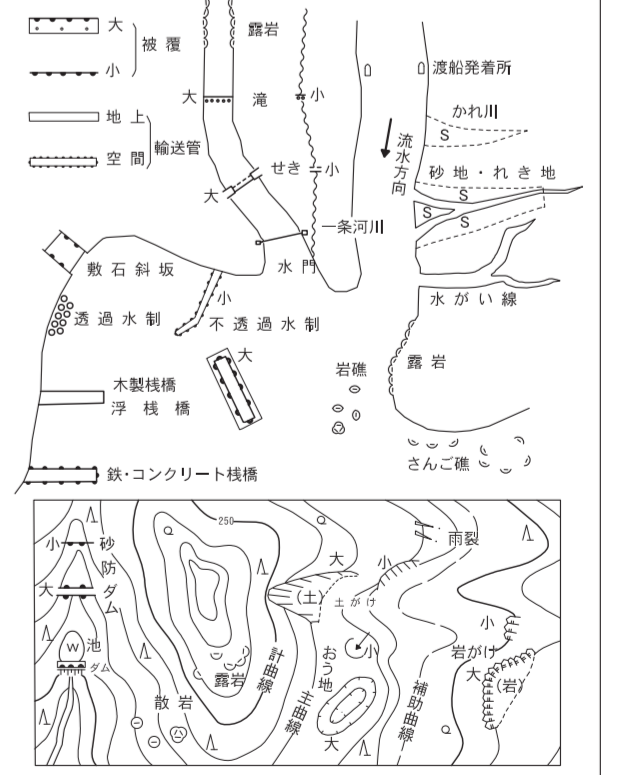 大
被覆
小
地上
輸送管
空間
露岩
大
滝
小
せき
小
大
一条河川
水門
流水方向
渡船発着所
かれ川
S
砂地・れき地
S
S
S
水がい線
敷石斜坂
小
透過水制
不透過水制
大
木製桟橋
浮桟橋
鉄・コンクリート桟橋
岩礁
露岩
さんご礁
250
小
砂防ダム
大
池
W
ダム
露岩
散岩
計曲線
主曲線
大
(土)
土がけ
小
雨裂
小
おう地
大
補助曲線
小
岩がけ
大
(岩)